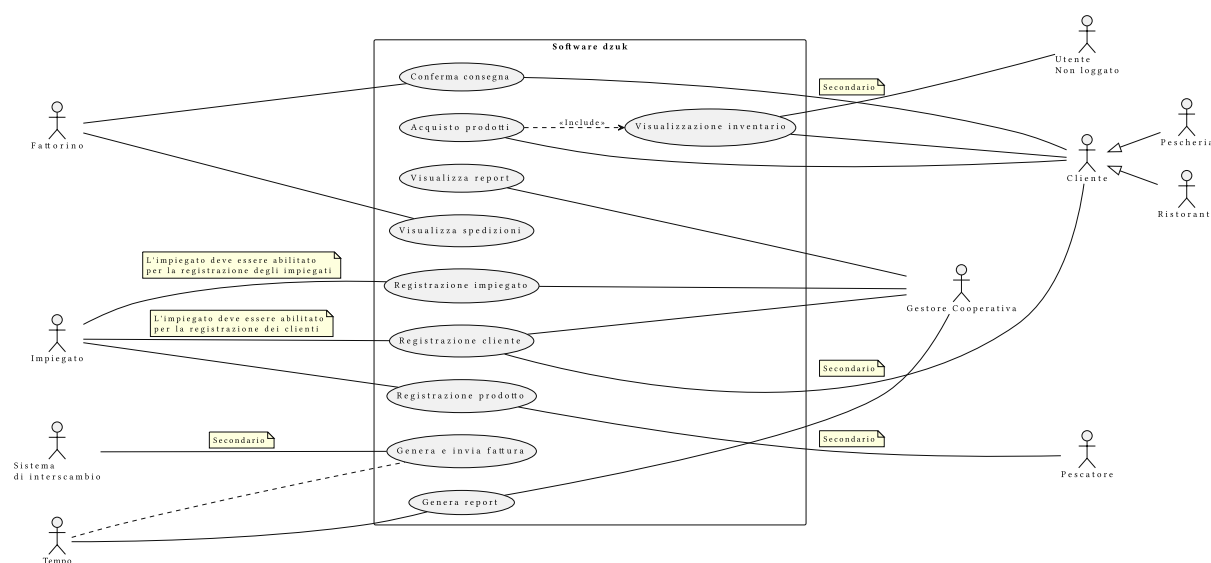 Software dzuk
Utente
Non loggato
Conferma consegna
Secondario
Acquisto prodotti
«Include»
Visualizzazione inventario
Fattorino
Pescheria
Cliente
Visualizza report
Ristorant
Visualizza spedizioni
L'impiegato deve essere abilitato
per la registrazione degli impiegati
Registrazione impiegato
Gestore Cooperativa
L'impiegato deve essere abilitato
per la registrazione dei clienti
Impiegato
Registrazione cliente
Secondario
Registrazione prodotto
Secondario
Secondario
Genera e invia fattura
Sistema
di interscambio
Pescatore
Genera report
Tempo